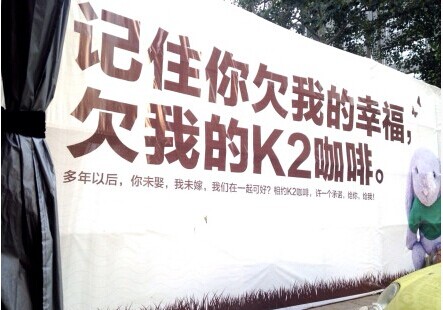 记住你欠我的幸福，
欠我的K2咖啡。
多年以后，你未娶，我未嫁，我们在一起可好？相约K2咖啡，许一个承诺，给你，给我！